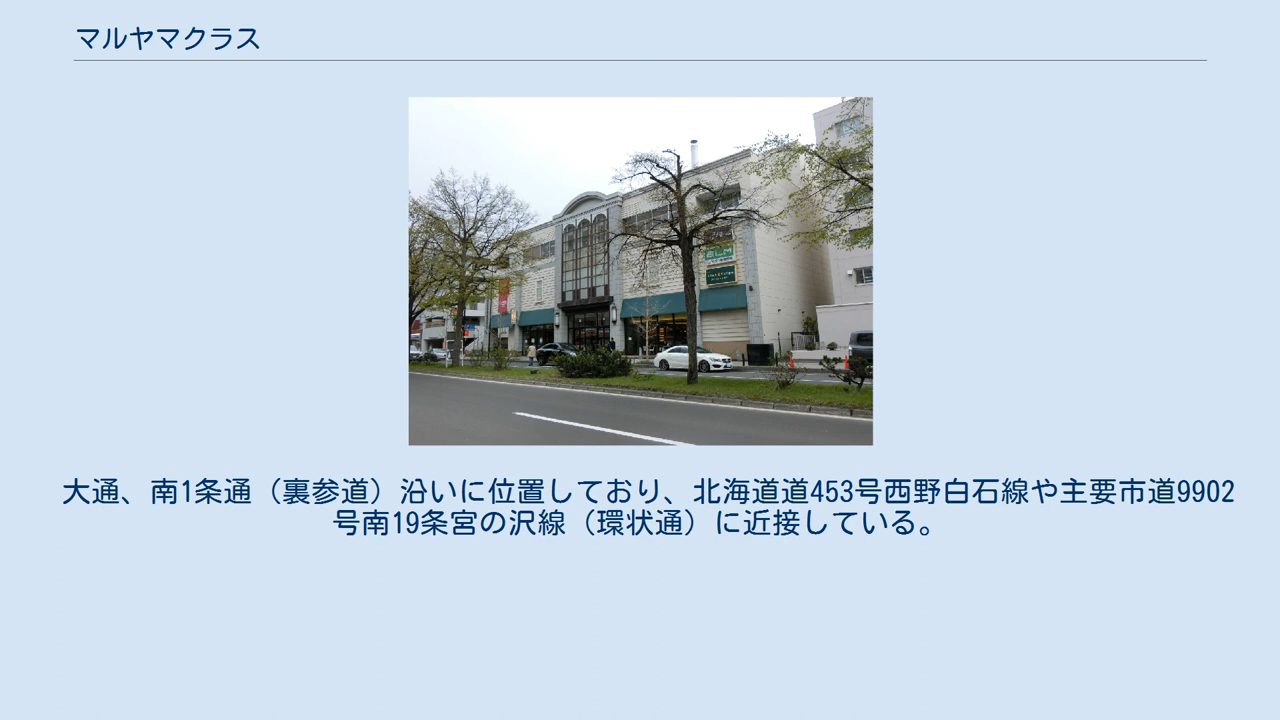 マルヤマクラス
大通、南1条通（裏参道）沿いに位置しており、北海道道453号西野白石線や主要市道9902
号南19条宮の沢線（環状通）に近接している。